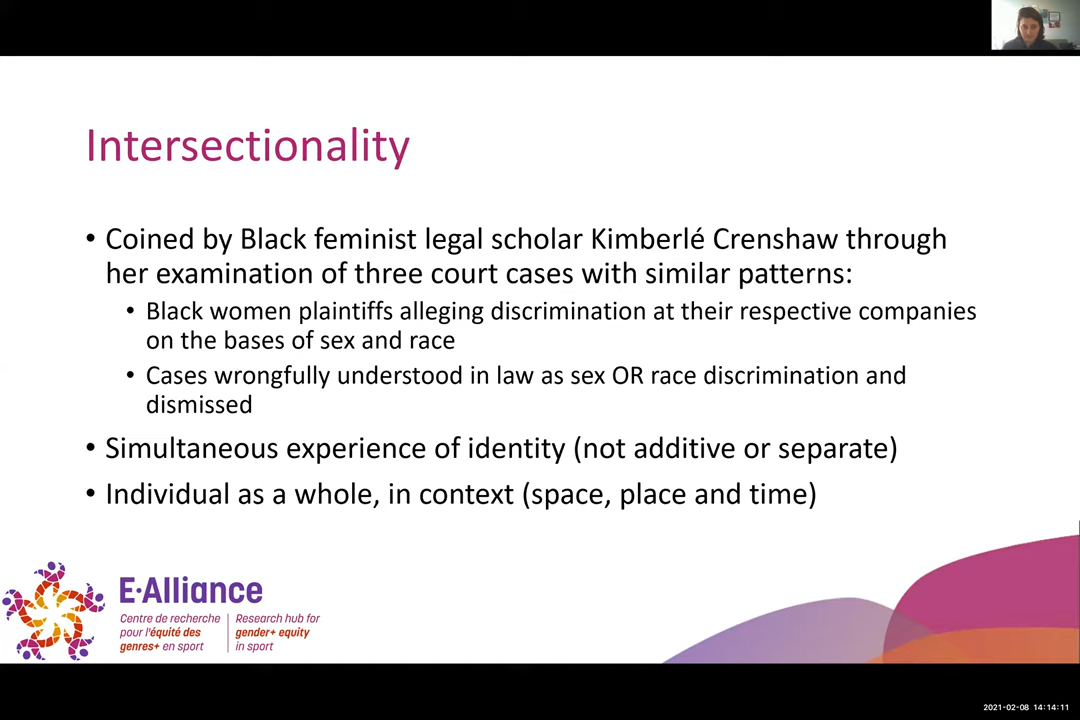 Intersectionality
• Coined by Black feminist legal scholar Kimberlé Crenshaw through
her examination of three court cases with similar patterns:
• Black women plaintiffs alleging discrimination at their respective companies
on the bases of sex and race
• Cases wrongfully understood in law as sex OR race discrimination and
dismissed
• Simultaneous experience of identity (not additive or separate)
• Individual as a whole, in context (space, place and time)
E·Alliance
Centre de recherche
pour l'équité des
genres+ en sport
Research hub for
gender+ equity
in sport
2021-02-08 14:14:11